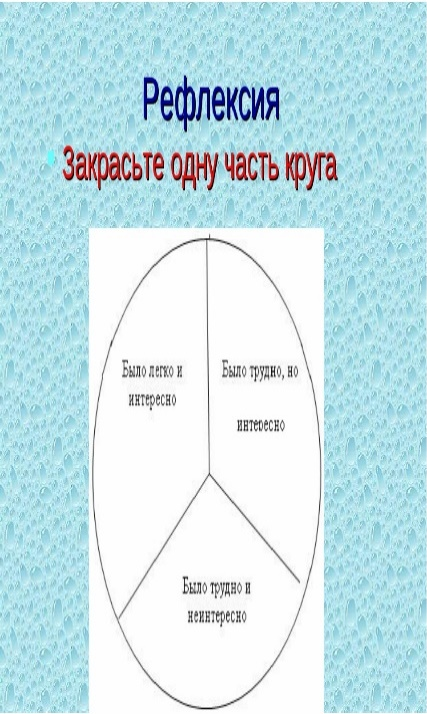 Рефлексия
Закрасьте одну часть круга
Было легко и
интересно
Было трудно, но
интересно
Было трудно и
неинтересно